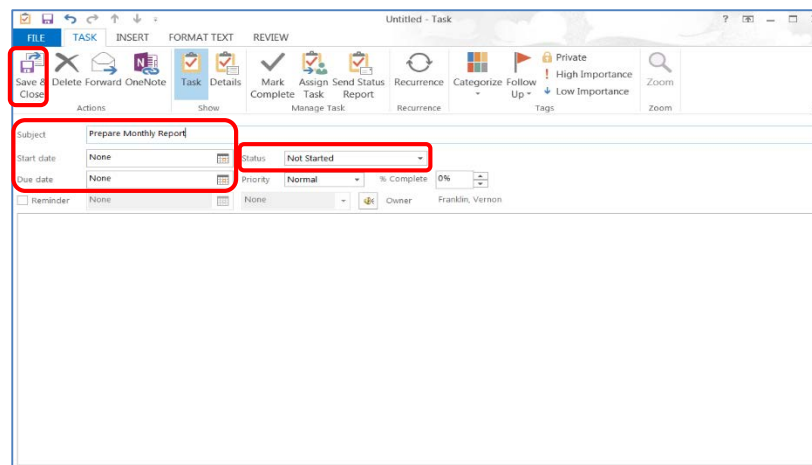 Untitled - Task
?
FILE TASK INSERT FORMAT TEXT REVIEW
Save & Close Delete Forward OneNote Task Details Mark Complete Assign Task Send Status Report Recurrence Categorize Follow Up Private Zoom
High Importance
Low Importance
Actions Show Manage Task Recurrence Tags Zoom
Subject Prepare Monthly Report
Start date None Status Not Started
Due date None Priority Normal % Complete 0%
Reminder None None Owner Franklin, Vernon